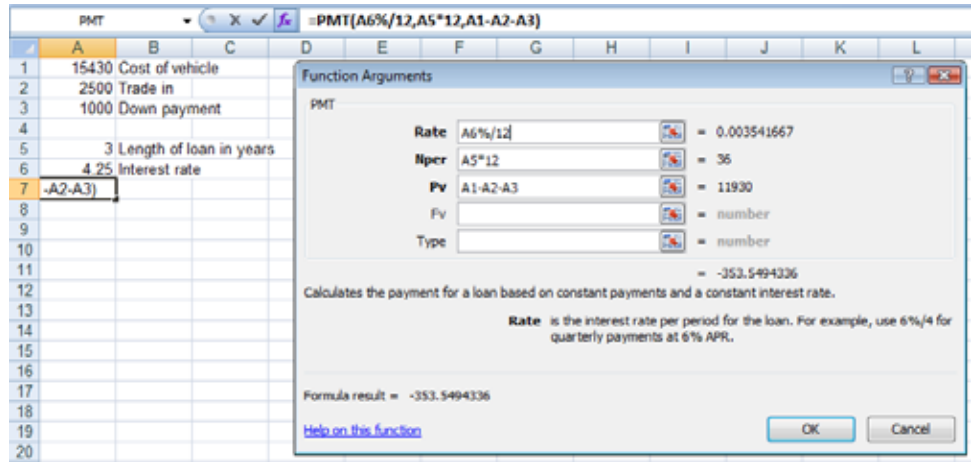 PMT =PMT(A6%/12,A5*12,A1-A2-A3)
A B C D E F G H I J K L
1 15430 Cost of vehicle
2 2500 Trade in
3 1000 Down payment
4
5 3 Length of loan in years
6 4.25 Interest rate
7 -A2-A3)
8
9
10
11
12
13
14
15
16
17
18
19
20
Function Arguments
PMT
Rate A6%/12 = 0.003541667
Nper A5*12 = 36
Pv A1-A2-A3 = 11930
Fv = number
Type = number
= -353.5494336
Calculates the payment for a loan based on constant payments and a constant interest rate.
Rate is the interest rate per period for the loan. For example, use 6%/4 for
quarterly payments at 6% APR.
Formula result = -353.5494336
Help on this function
OK Cancel